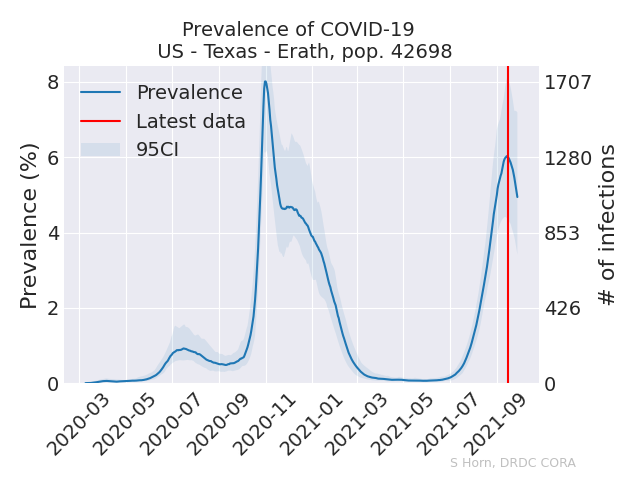 Prevalence of COVID-19
US - Texas - Erath, pop. 42698
Prevalence (%)
8
6
4
2
0
Prevalence
Latest data
95CI
1707
1280
853
426
0
# of infections
2020-03
2020-05
2020-07
2020-09
2020-11
2021-01
2021-03
2021-05
2021-07
2021-09
S Horn, DRDC CORA